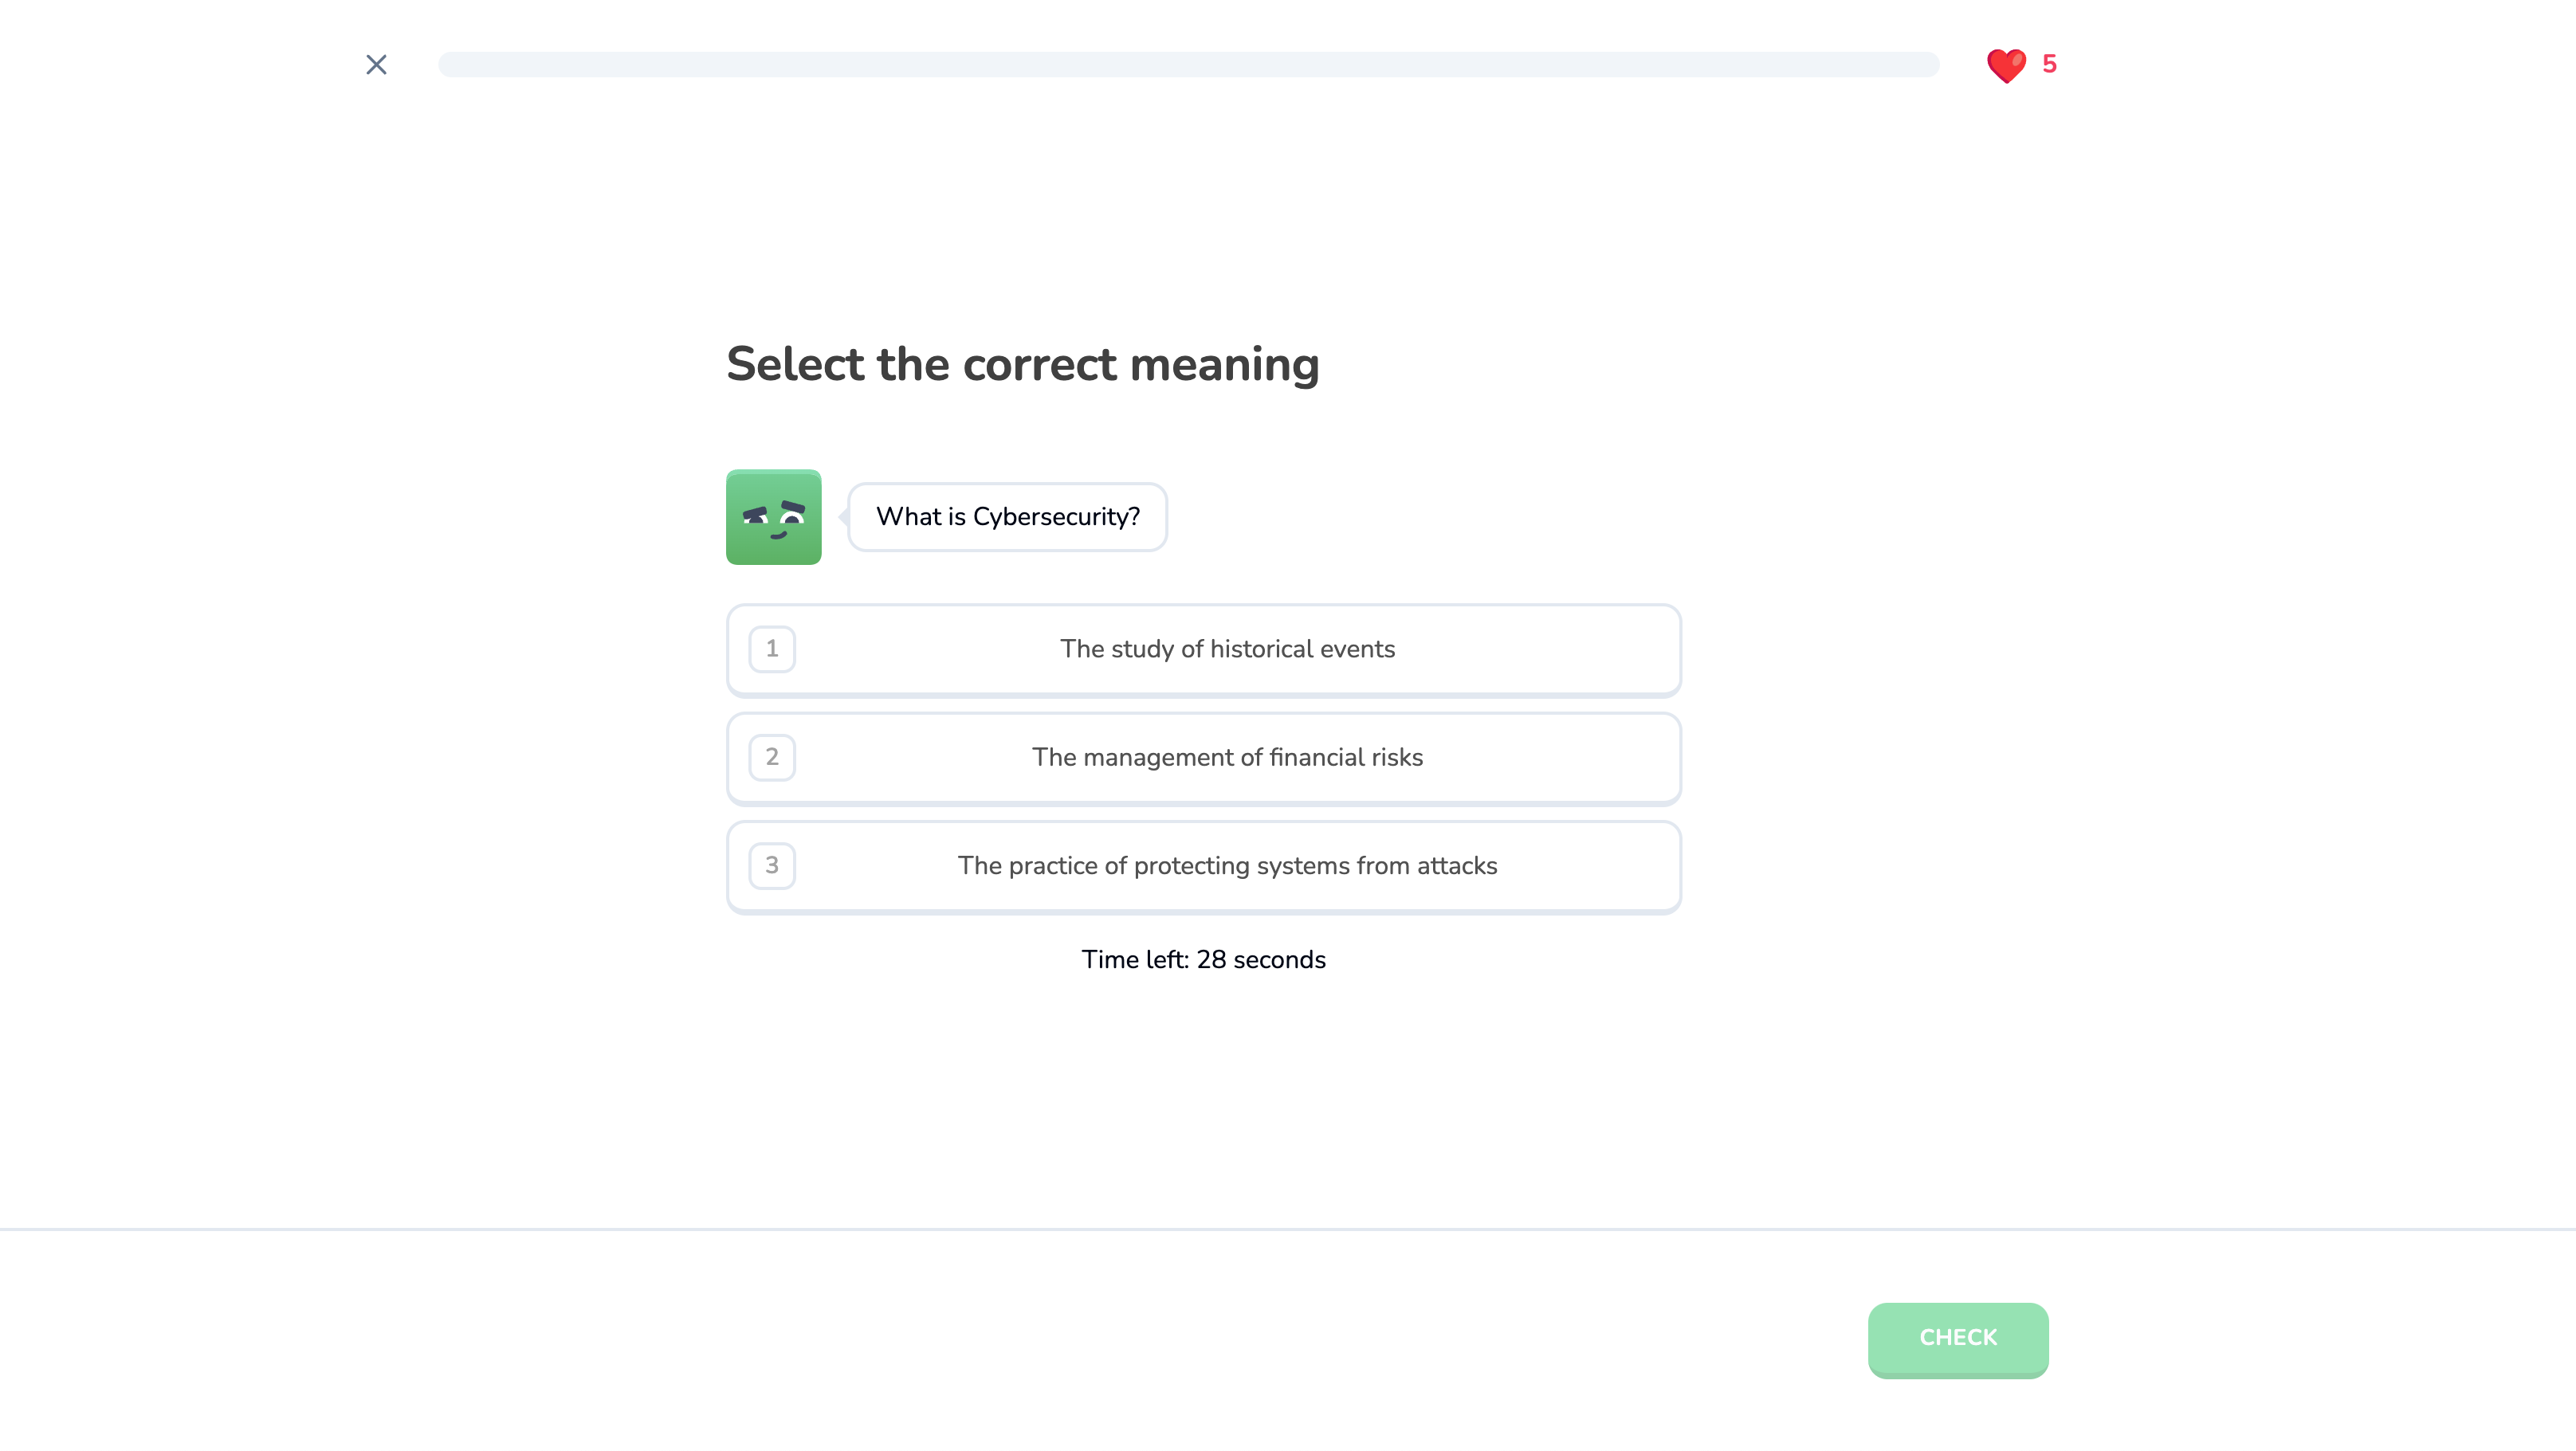 5
Select the correct meaning
What is Cybersecurity?
1 The study of historical events
2 The management of financial risks
3 The practice of protecting systems from attacks
Time left: 28 seconds
CHECK